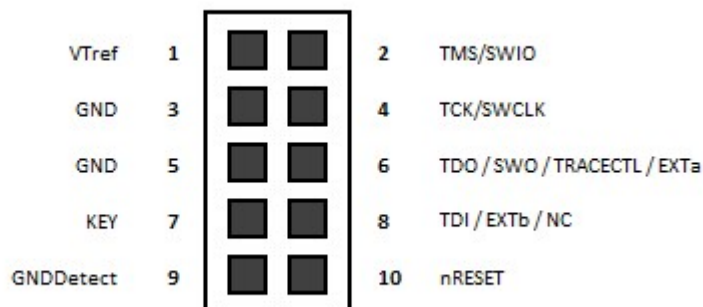 VTref 1 2 TMS/SWIO
GND 3 4 TCK/SWCLK
GND 5 6 TDO / SWO / TRACECTL / EXTa
KEY 7 8 TDI / EXTb / NC
GNDDetect 9 10 nRESET